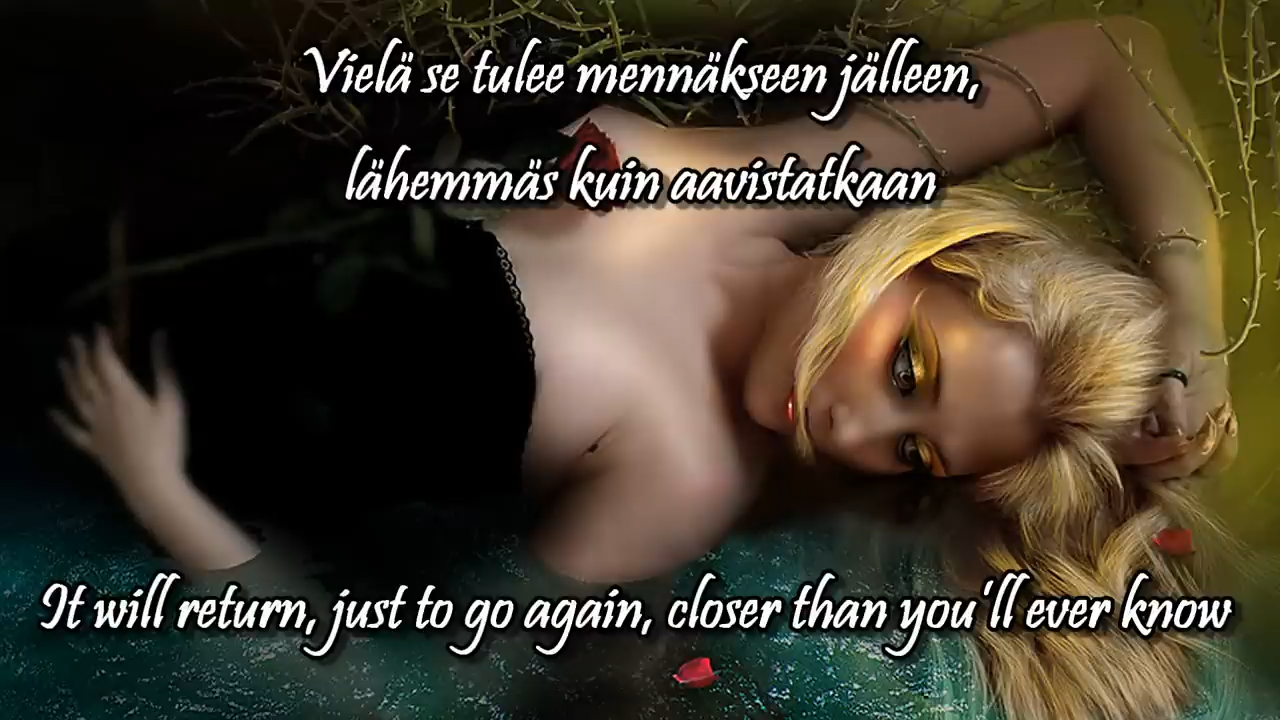 Vielä se tulee mennäkseen jälleen,
lähemmäs kuin aavistatkaan
It will return, just to go again, closer than you'll ever know